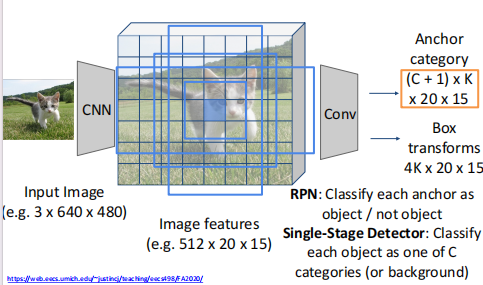 Anchor
category
(C + 1) x K
x 20 x 15
CNN
Conv
Box
transforms
4K x 20 x 15
Input Image
(e.g. 3 x 640 x 480)
Image features
(e.g. 512 x 20 x 15)
RPN: Classify each anchor as
object / not object
Single-Stage Detector: Classify
each object as one of C
categories (or background)
https://web.eecs.umich.edu/~justincj/teaching/eecs498/FA2020/